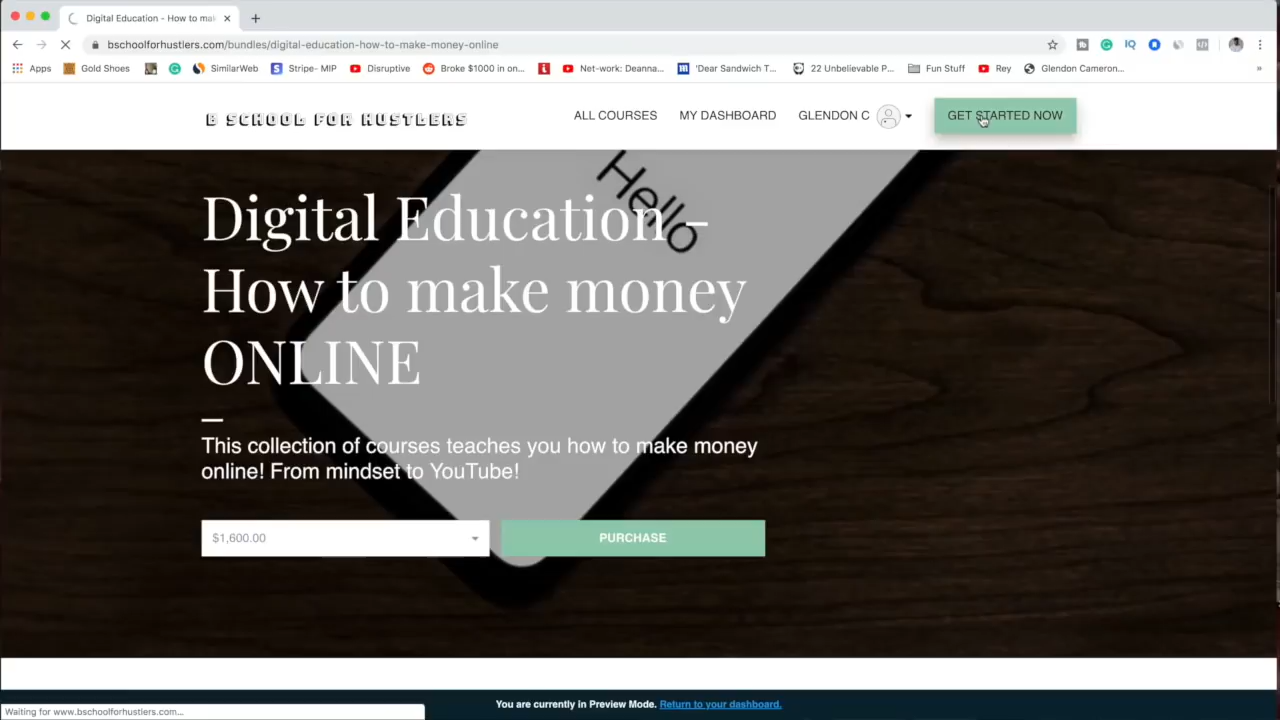 Digital Education - How to mak
bschoolforhustlers.com/bundles/digital-education-how-to-make-money-online
Apps
Gold Shoes
SimilarWeb
Stripe- MIP
Disruptive
Broke $1000 in on...
Net-work: Deanna...
'Dear Sandwich T...
22 Unbelievable P...
Fun Stuff
Rey
Glendon Cameron...
»
B SCHOOL FOR HUSTLERS
ALL COURSES
MY DASHBOARD
GLENDON C
GET STARTED NOW
Hello
Digital Education –
How to make money
ONLINE
This collection of courses teaches you how to make money
online! From mindset to YouTube!
$1,600.00
PURCHASE
You are currently in Preview Mode. Return to your dashboard.
Waiting for www.bschoolforhustlers.com...